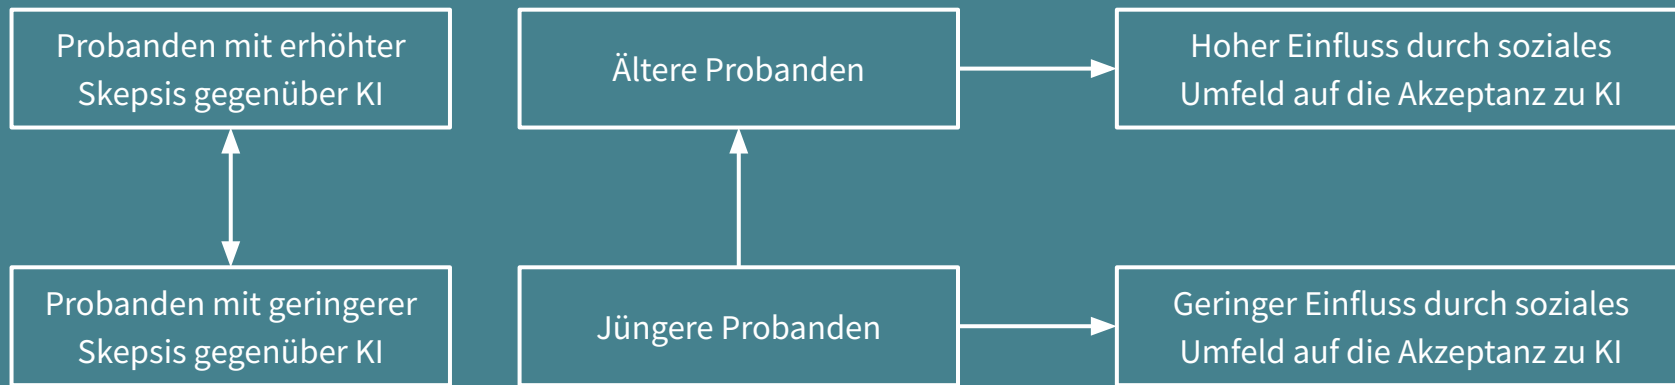 Probanden mit erhöhter
Skepsis gegenüber KI
Ältere Probanden
Hoher Einfluss durch soziales
Umfeld auf die Akzeptanz zu KI
Probanden mit geringerer
Skepsis gegenüber KI
Jüngere Probanden
Geringer Einfluss durch soziales
Umfeld auf die Akzeptanz zu KI